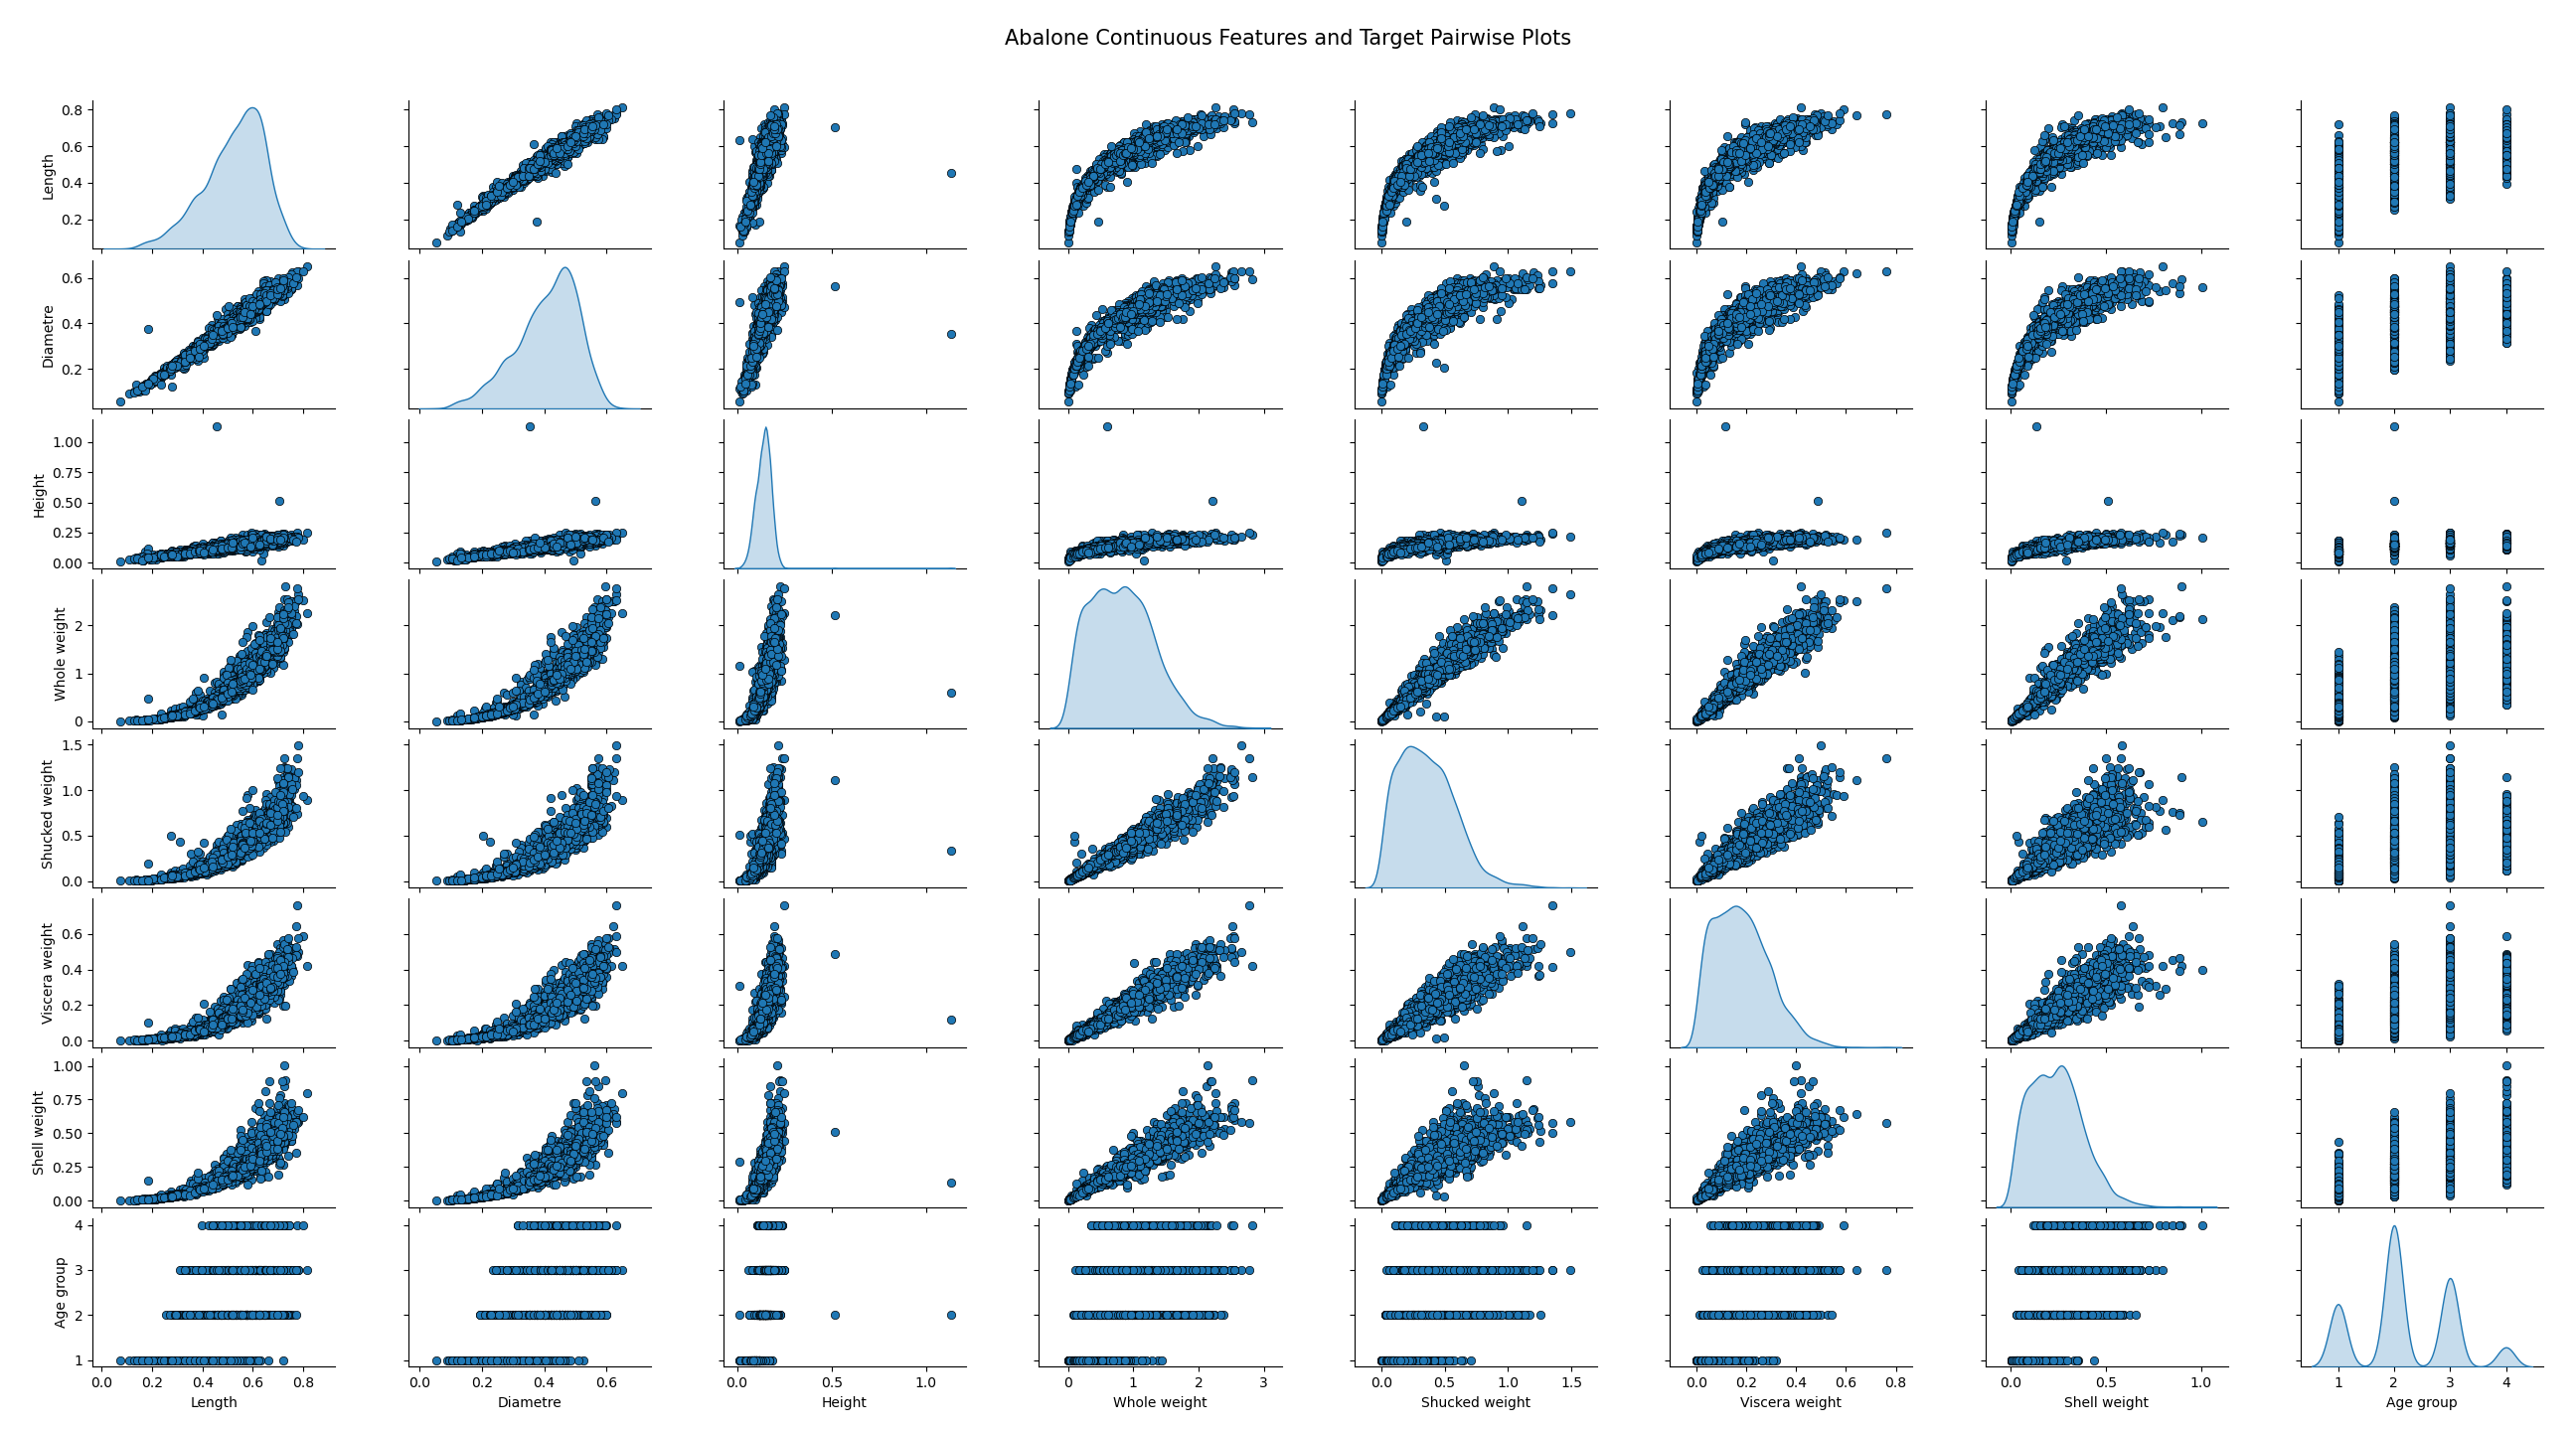 Abalone Continuous Features and Target Pairwise Plots
0.8
0.6
0.4
0.2
Length
0.6
0.4
0.2
Diametre
1.00
0.75
0.50
0.25
0.00
Height
2
1
0
Whole weight
1.5
1.0
0.5
0.0
Shucked weight
0.6
0.4
0.2
0.0
Viscera weight
1.00
0.75
0.50
0.25
0.00
Shell weight
4
3
2
1
Age group
0.0 0.2 0.4 0.6 0.8 0.0 0.2 0.4 0.6 0.0 0.5 1.0 0 1 2 3 0.0 0.5 1.0 1.5 0.0 0.2 0.4 0.6 0.8 0.0 0.5 1.0 1 2 3 4
Length Diametre Height Whole weight Shucked weight Viscera weight Shell weight Age group